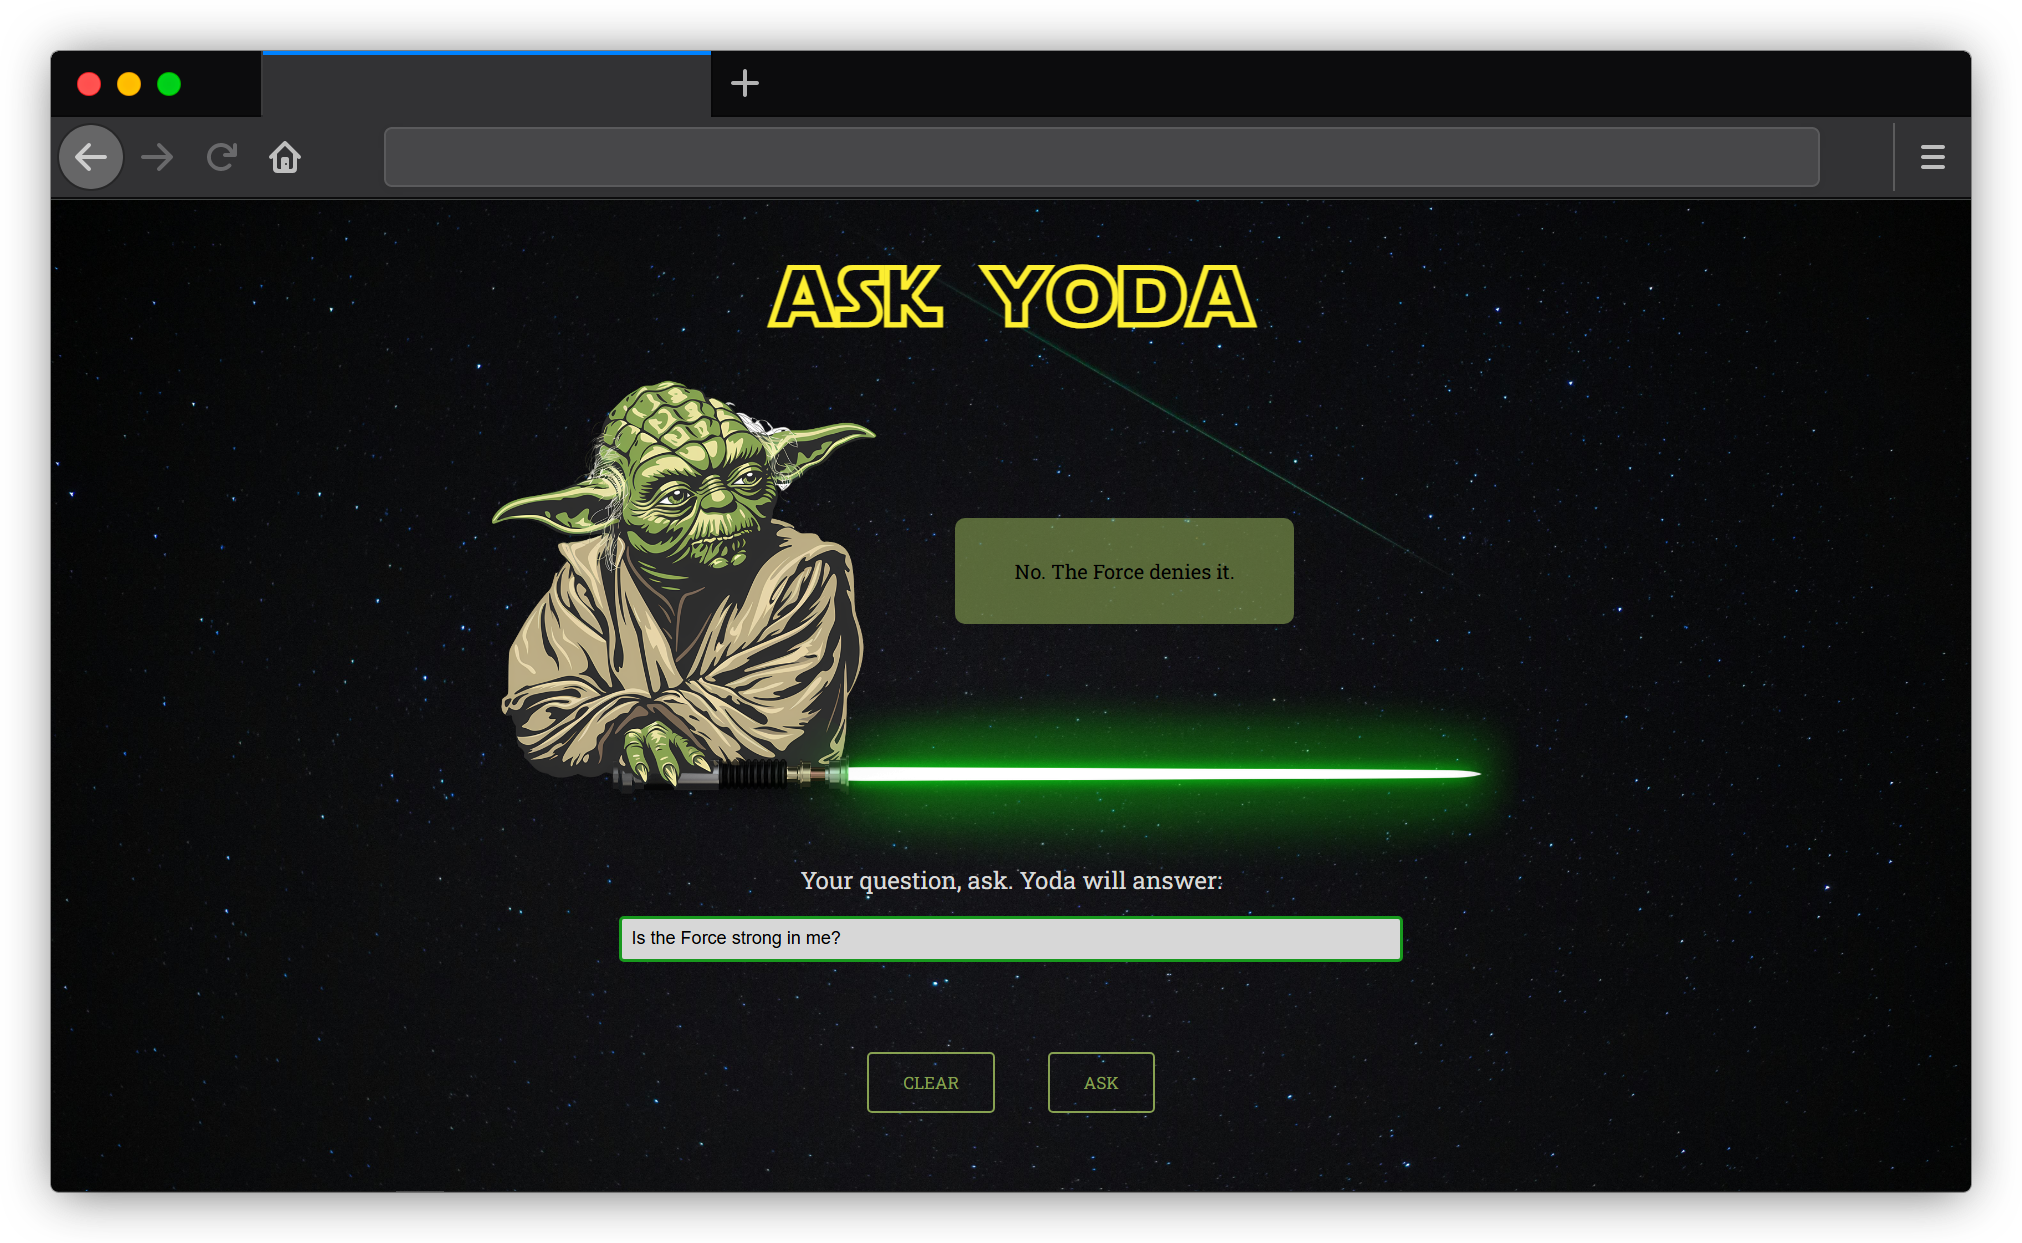 ASK YODA
No. The Force denies it.
Your question, ask. Yoda will answer:
Is the Force strong in me?
CLEAR
ASK